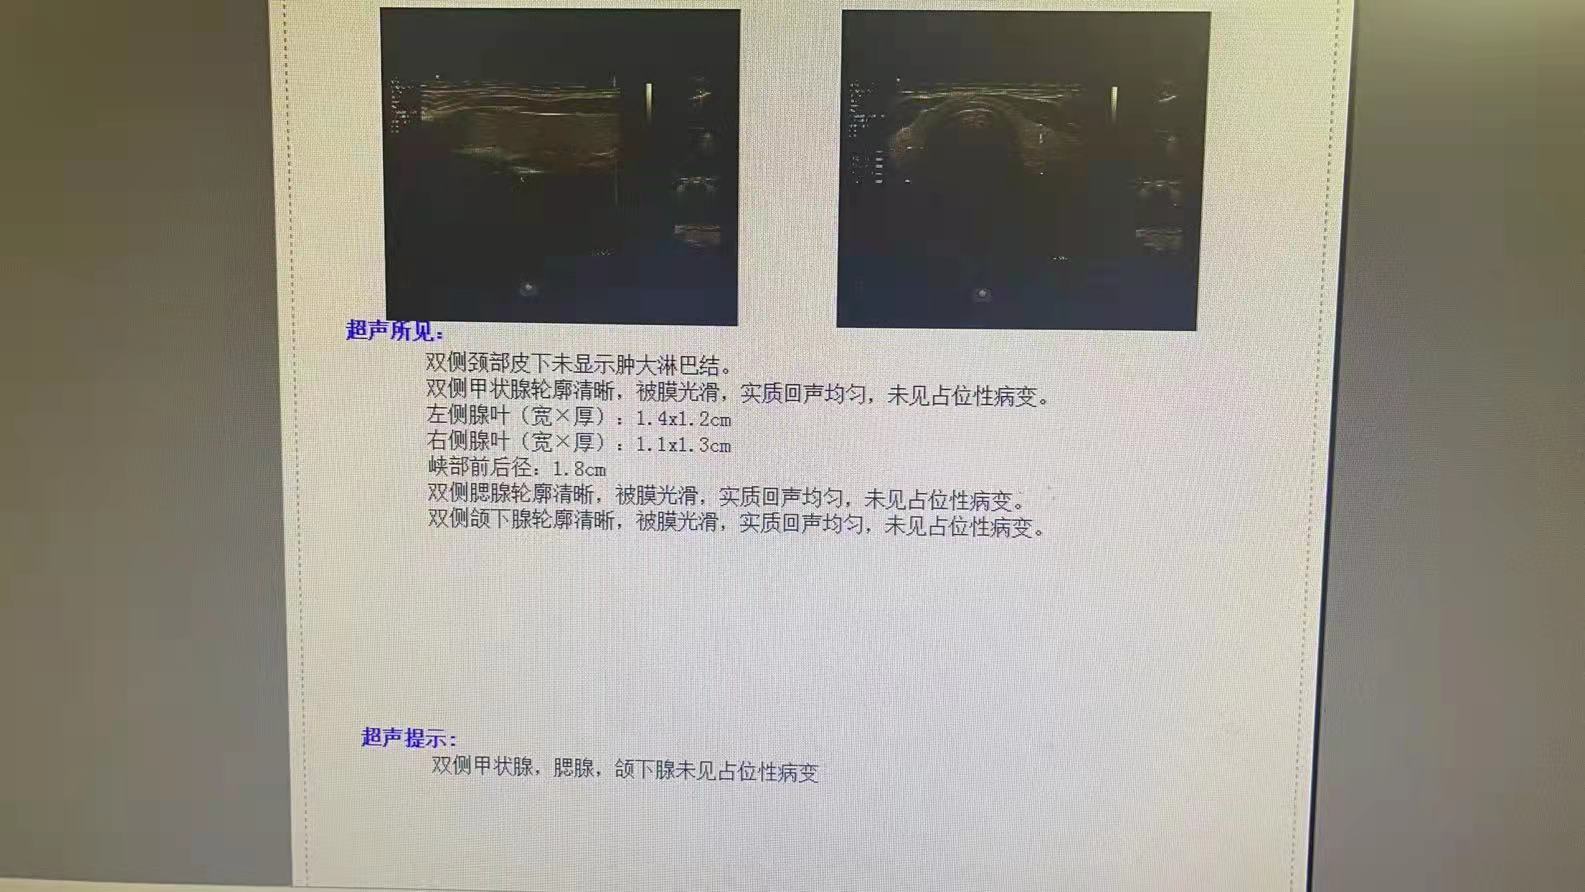 超声所见：
双侧颈部皮下未显示肿大淋巴结。
双侧甲状腺轮廓清晰，被膜光滑，实质回声均匀，未见占位性病变。
左侧腺叶（宽×厚）：1.4x1.2cm
右侧腺叶（宽×厚）：1.1x1.3cm
峡部前后径：1.8cm
双侧腮腺轮廓清晰，被膜光滑，实质回声均匀，未见占位性病变。
双侧颌下腺轮廓清晰，被膜光滑，实质回声均匀，未见占位性病变。
超声提示：
双侧甲状腺，腮腺，颌下腺未见占位性病变